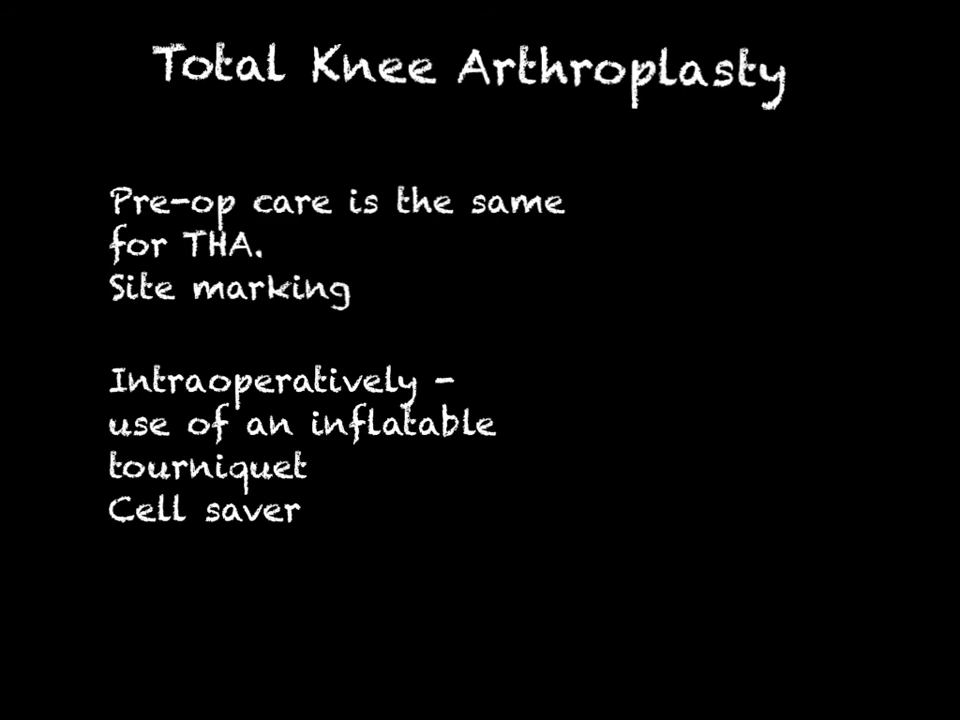 Total Knee Arthroplasty
Pre-op care is the same
for THA.
Site marking
Intraoperatively -
use of an inflatable
tourniquet
Cell saver